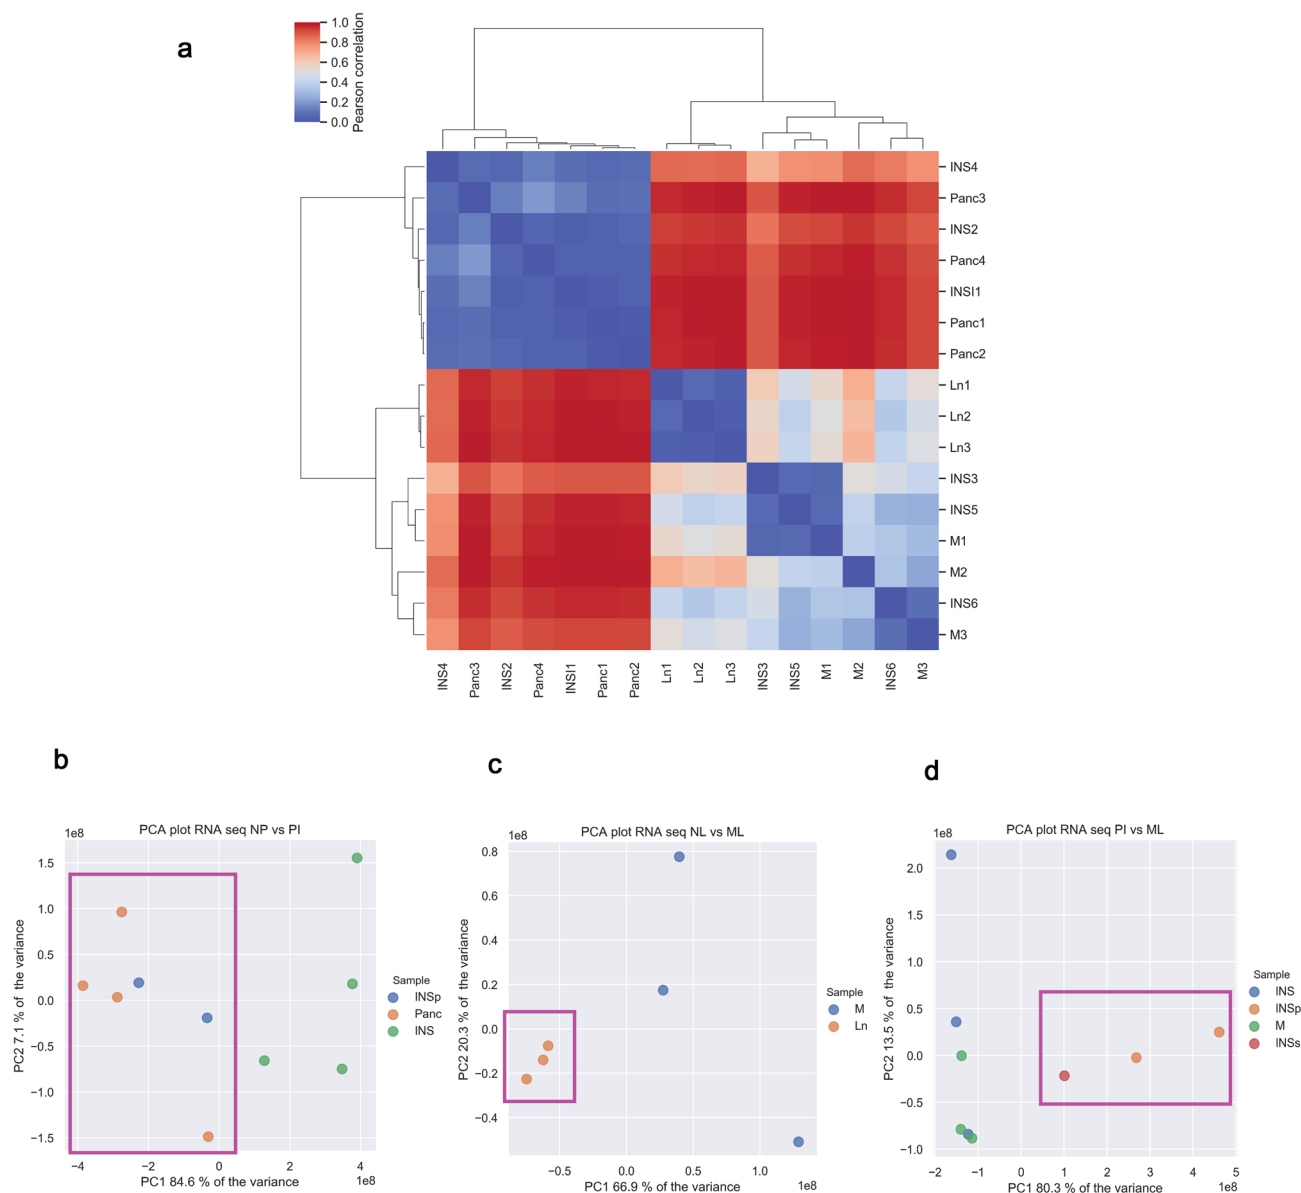 a
1.0
0.8
0.6
0.4
0.2
0.0
Pearson correlation
INS4
Panc3
INS2
Panc4
INSI1
Panc1
Panc2
Ln1
Ln2
Ln3
INS3
INS5
M1
M2
INS6
M3
INS4
Panc3
INS2
Panc4
INSI1
Panc1
Panc2
Ln1
Ln2
Ln3
INS3
INS5
M1
M2
INS6
M3
b
PCA plot RNA seq NP vs PI
1e8
1.5
1.0
0.5
0.0
−0.5
−1.0
−1.5
PC2 7.1 % of the variance
−4
−2
0
2
4
1e8
PC1 84.6 % of the variance
Sample
INSp
Panc
INS
c
PCA plot RNA seq NL vs ML
1e8
0.8
0.6
0.4
0.2
0.0
−0.2
−0.4
PC2 20.3 % of the variance
−0.5
0.0
0.5
1.0
1e8
PC1 66.9 % of the variance
Sample
M
Ln
d
PCA plot RNA seq PI vs ML
1e8
2.0
1.5
1.0
0.5
0.0
−0.5
−1.0
PC2 13.5 % of the variance
−2
−1
0
1
2
3
4
5
1e8
PC1 80.3 % of the variance
Sample
INS
INSp
M
INSs